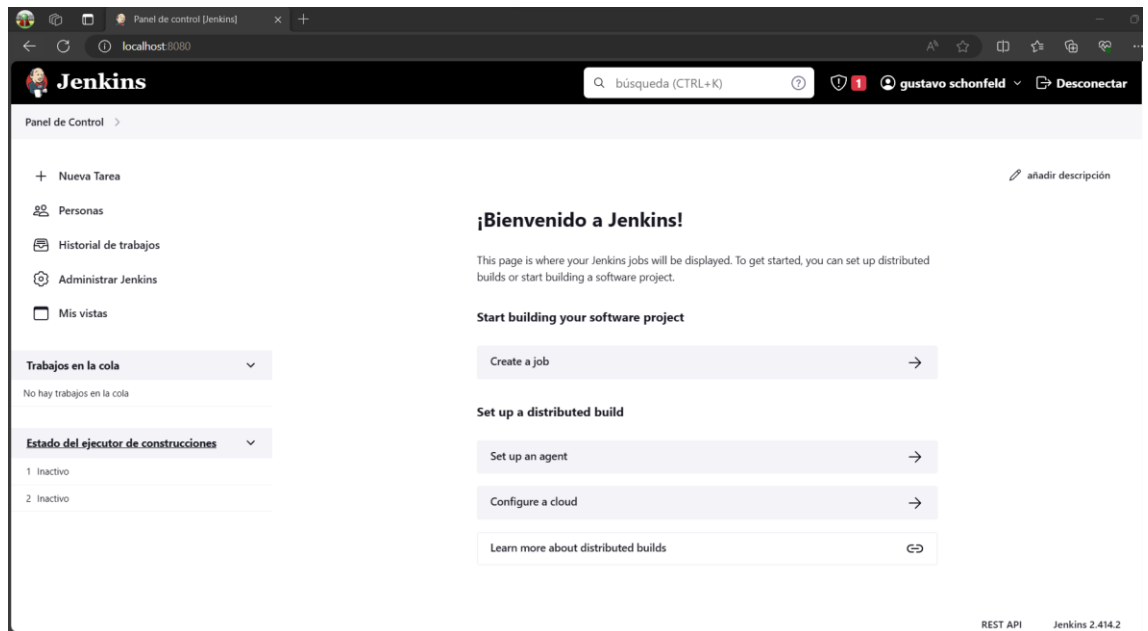 Panel de control [Jenkins]
localhost:8080
Jenkins
búsqueda (CTRL+K)
1
gustavo schonfeld
Desconectar
Panel de Control
Nueva Tarea
añadir descripción
Personas
Historial de trabajos
Administrar Jenkins
Mis vistas
Trabajos en la cola
No hay trabajos en la cola
Estado del ejecutor de construcciones
1 Inactivo
2 Inactivo
¡Bienvenido a Jenkins!
This page is where your Jenkins jobs will be displayed. To get started, you can set up distributed
builds or start building a software project.
Start building your software project
Create a job
Set up a distributed build
Set up an agent
Configure a cloud
Learn more about distributed builds
REST API
Jenkins 2.414.2